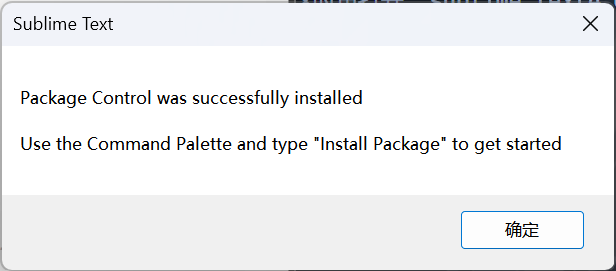 Sublime Text
Package Control was successfully installed
Use the Command Palette and type "Install Package" to get started
确定